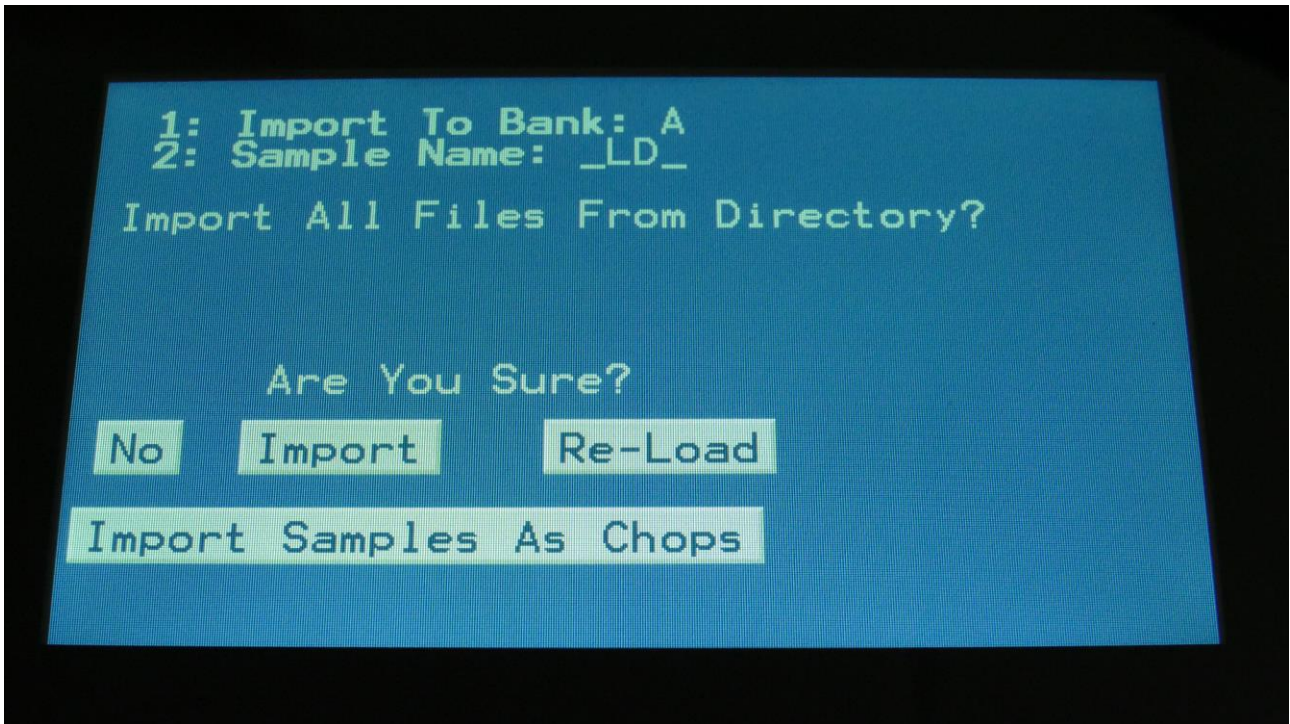 1: Import To Bank: A
2: Sample Name: _LD_
Import All Files From Directory?
Are You Sure?
No Import Re-Load
Import Samples As Chops